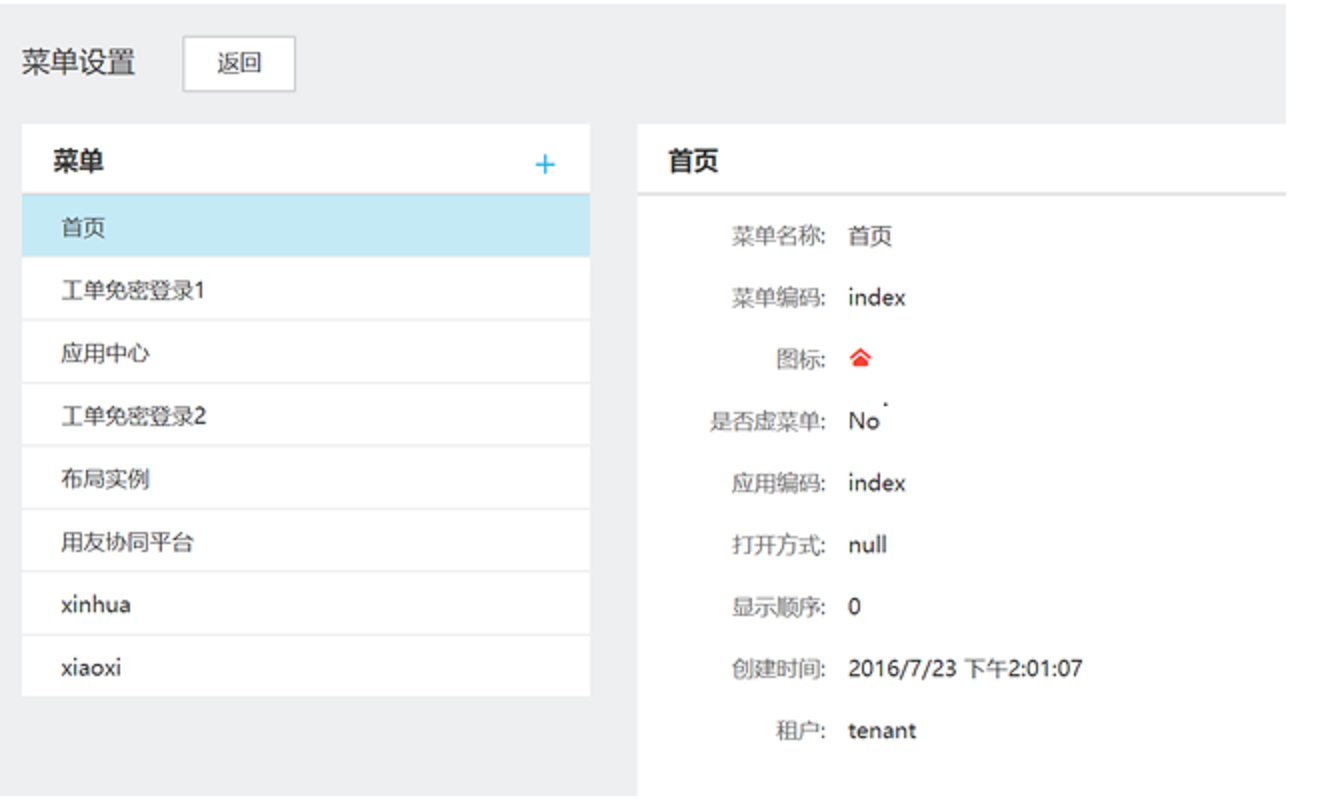 菜单设置 返回
菜单 +
首页
工单免密登录1
应用中心
工单免密登录2
布局实例
用友协同平台
xinhua
xiaoxi
首页
菜单名称: 首页
菜单编码: index
图标:
是否虚菜单: No
应用编码: index
打开方式: null
显示顺序: 0
创建时间: 2016/7/23 下午2:01:07
租户: tenant